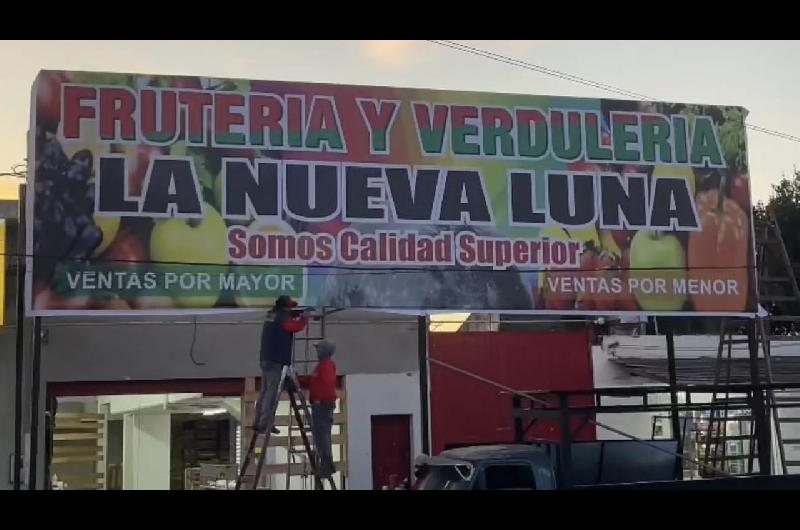 FRUTERIA Y VERDULERIA
LA NUEVA LUNA
Somos Calidad Superior
VENTAS POR MAYOR
VENTAS POR MENOR